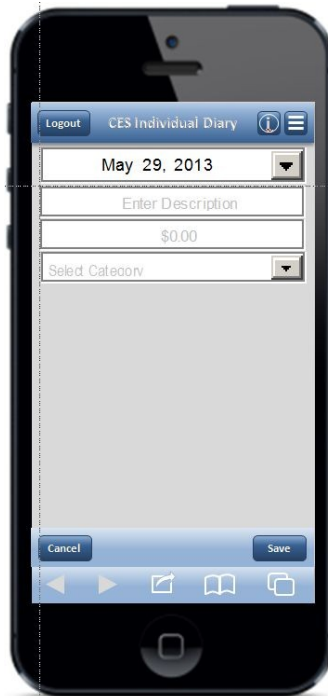 Logout CES Individual Diary
May 29, 2013
Enter Description
$0.00
Select Category
Cancel Save